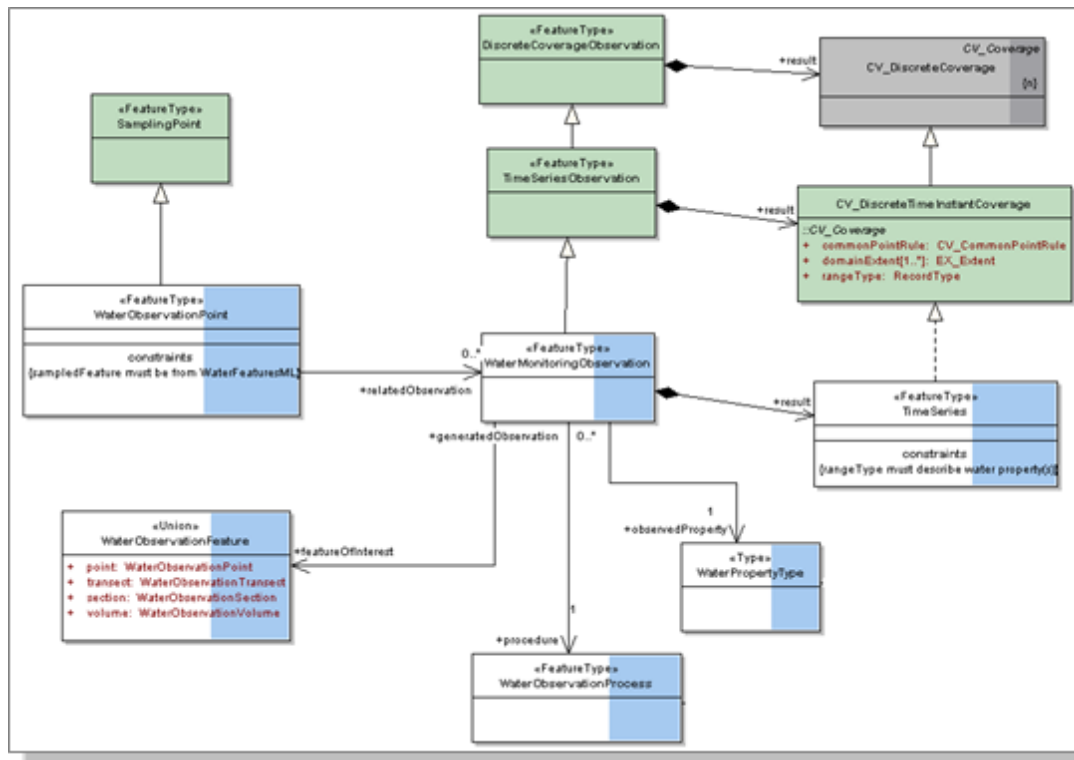 «FeatureType»
DiscreteCoverageObservation
+result
CV_Coverage
CV_DiscreteCoverage
{n}
«FeatureType»
SamplingPoint
«FeatureType»
TimeSeriesObservation
+result
CV_DiscreteTimeInstantCoverage
::CV_Coverage
+ commonPointRule: CV_CommonPointRule
+ domainExtent[1..*]: EX_Extent
+ rangeType: RecordType
«FeatureType»
WaterObservationPoint
constraints
{sampledFeature must be from WaterFeaturesML}
0..*
+relatedObservation
«FeatureType»
WaterMonitoringObservation
+result
«FeatureType»
TimeSeries
constraints
{rangeType must describe water property(s)}
+generatedObservation
0..*
«Union»
WaterObservationFeature
+ point: WaterObservationPoint
+ transect: WaterObservationTransect
+ section: WaterObservationSection
+ volume: WaterObservationVolume
+featureOfInterest
1
+observedProperty
«Type»
WaterPropertyType
1
+procedure
«FeatureType»
WaterObservationProcess